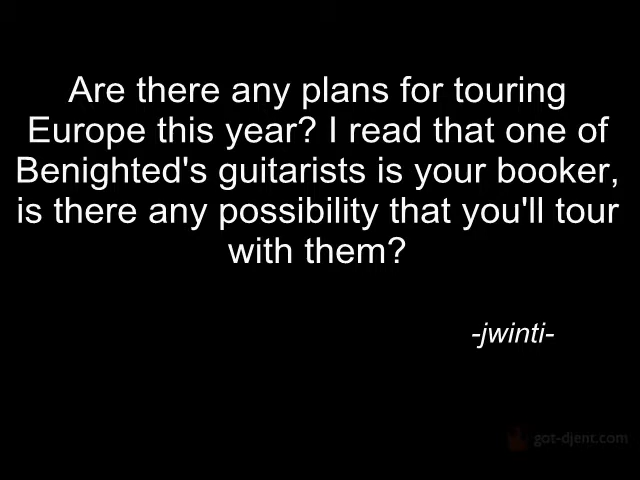 Are there any plans for touring
Europe this year? I read that one of
Benighted's guitarists is your booker,
is there any possibility that you'll tour
with them?
-jwinti-
got-djent.com